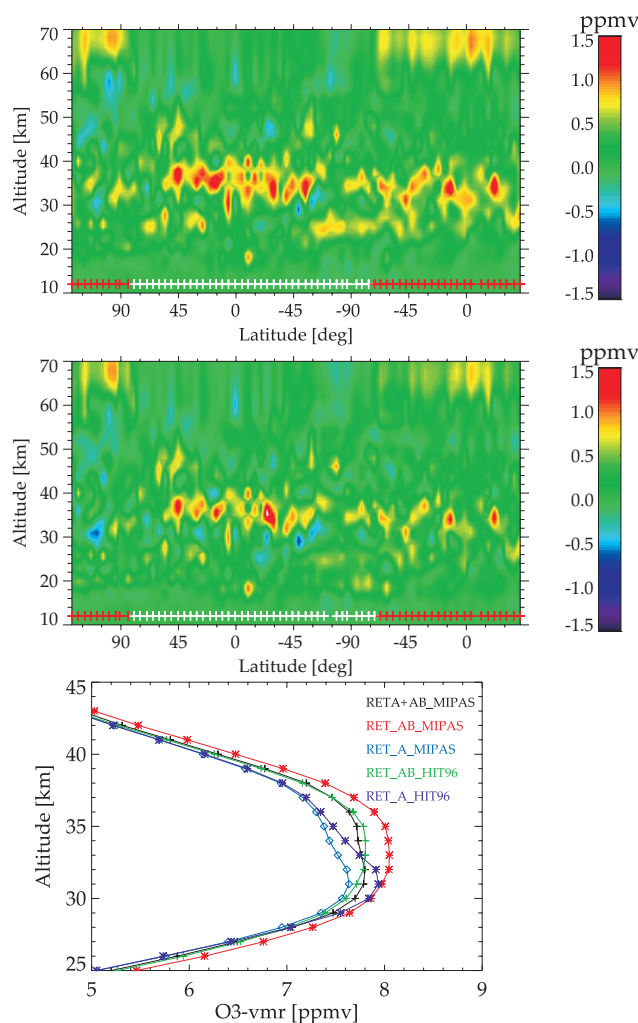 ppmv
70
60
50
40
30
20
10
Altitude [km]
90 45 0 -45 -90 -45 0
Latitude [deg]
1.5
1.0
0.5
0.0
-0.5
-1.0
-1.5
ppmv
70
60
50
40
30
20
10
Altitude [km]
90 45 0 -45 -90 -45 0
Latitude [deg]
1.5
1.0
0.5
0.0
-0.5
-1.0
-1.5
45
40
35
30
25
Altitude [km]
RETA+AB_MIPAS
RET_AB_MIPAS
RET_A_MIPAS
RET_AB_HIT96
RET_A_HIT96
5 6 7 8 9
O3-vmr [ppmv]